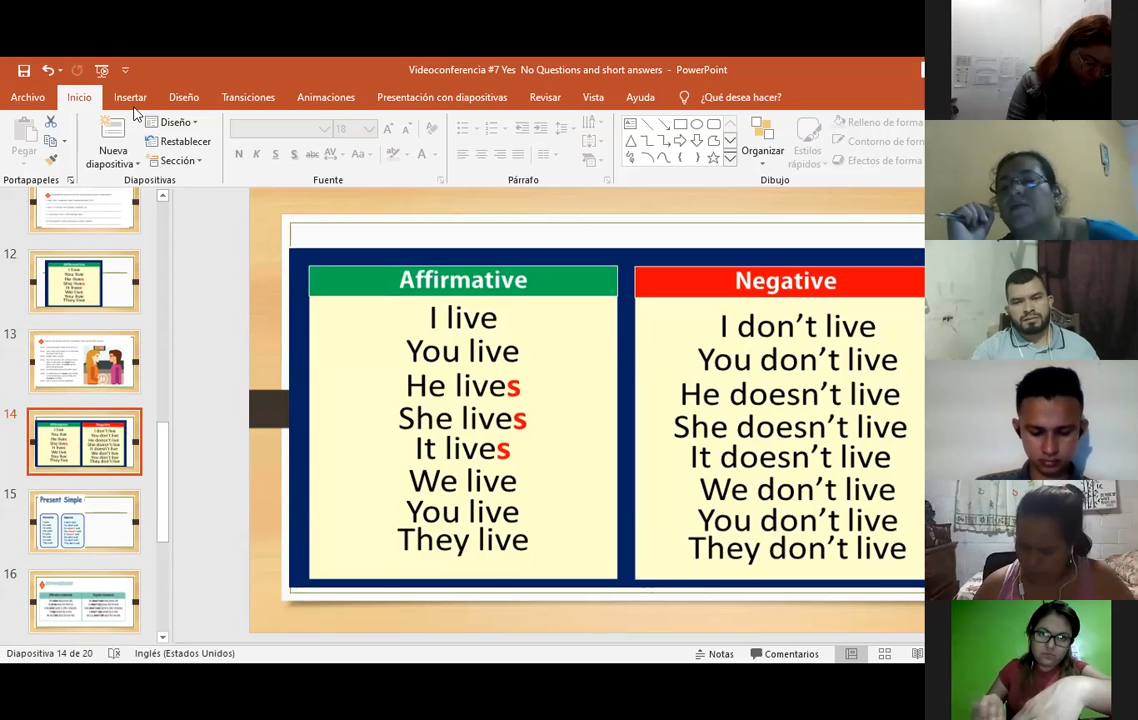 Videoconferencia #7 Yes  No Questions and short answers  -  PowerPoint
Archivo Inicio Insertar Diseño Transiciones Animaciones Presentación con diapositivas Revisar Vista Ayuda ¿Qué desea hacer?
Pegar
Nueva diapositiva
Diseño
Restablecer
Sección
18
N K S S abc AV Aa A
Organizar
Estilos rápidos
Relleno de forma
Contorno de forma
Efectos de forma
Portapapeles Diapositivas Fuente Párrafo Dibujo
12
13
14
15
Present Simple
16
Affirmative
I live
You live
He lives
She lives
It lives
We live
You live
They live
Negative
I don't live
You don't live
He doesn't live
She doesn't live
It doesn't live
We don't live
You don't live
They don't live
Diapositiva 14 de 20 Inglés (Estados Unidos) Notas Comentarios